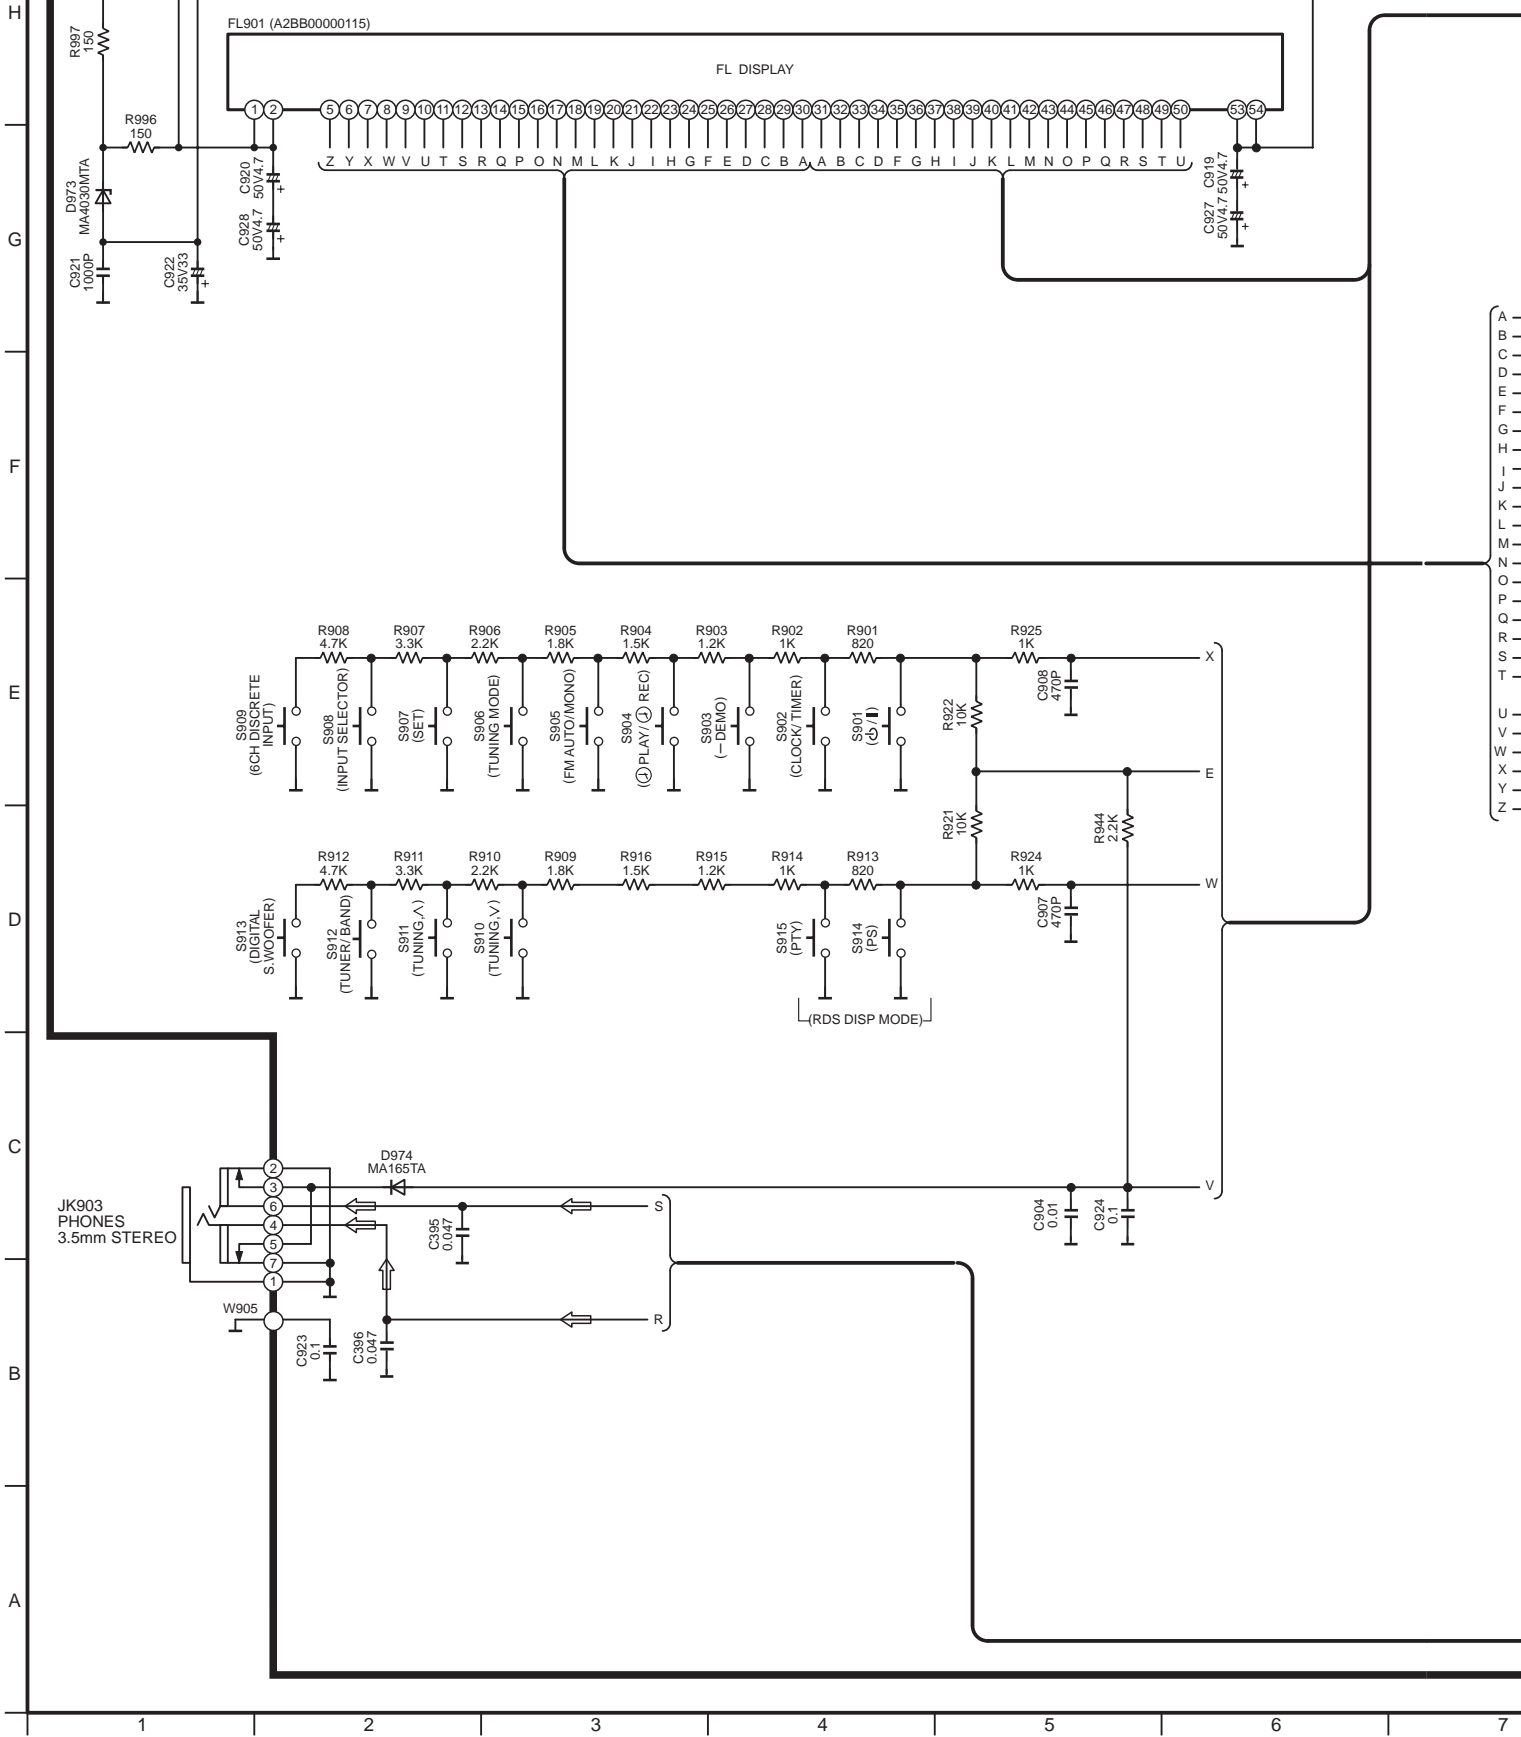 H
R997
150
FL901 (A2BB00000115)
FL DISPLAY
1 2 5 6 7 8 9 10 11 12 13 14 15 16 17 18 19 20 21 22 23 24 25 26 27 28 29 30 31 32 33 34 35 36 37 38 39 40 41 42 43 44 45 46 47 48 49 50 53 54
Z Y X W V U T S R Q P O N M L K J I H G F E D C B A A B C D F G H I J K L M N O P Q R S T U
R996
150
D973
MA4030MTA
C920
50V4.7
+
C928
50V4.7
+
C919
50V4.7
+
C927
50V4.7
+
G
C921
1000P
C922
35V33
+
A
B
C
D
E
F
G
H
I
J
K
L
M
N
O
P
Q
R
S
T
U
V
W
X
Y
Z
F
R908
4.7K
R907
3.3K
R906
2.2K
R905
1.8K
R904
1.5K
R903
1.2K
R902
1K
R901
820
R925
1K
X
E
S909
(6CH DISCRETE
INPUT)
S908
(INPUT SELECTOR)
S907
(SET)
S906
(TUNING MODE)
S905
(FM AUTO/MONO)
S904
(PLAY/ REC)
S903
(– DEMO)
S902
(CLOCK/ TIMER)
S901
(⏻/I)
R922
10K
C908
470P
E
R921
10K
R944
2.2K
R912
4.7K
R911
3.3K
R910
2.2K
R909
1.8K
R916
1.5K
R915
1.2K
R914
1K
R913
820
R924
1K
W
D
S913
(DIGITAL
S.WOOFER)
S912
(TUNER/ BAND)
S911
(TUNING,∧)
S910
(TUNING,∨)
S915
(PTY)
S914
(PS)
C907
470P
(RDS DISP MODE)
C
D974
MA165TA
2
3
6
4
5
7
1
V
JK903
PHONES
3.5mm STEREO
C395
0.047
S
C904
0.01
C924
0.1
W905
R
C923
0.1
C396
0.047
B
A
1 2 3 4 5 6 7